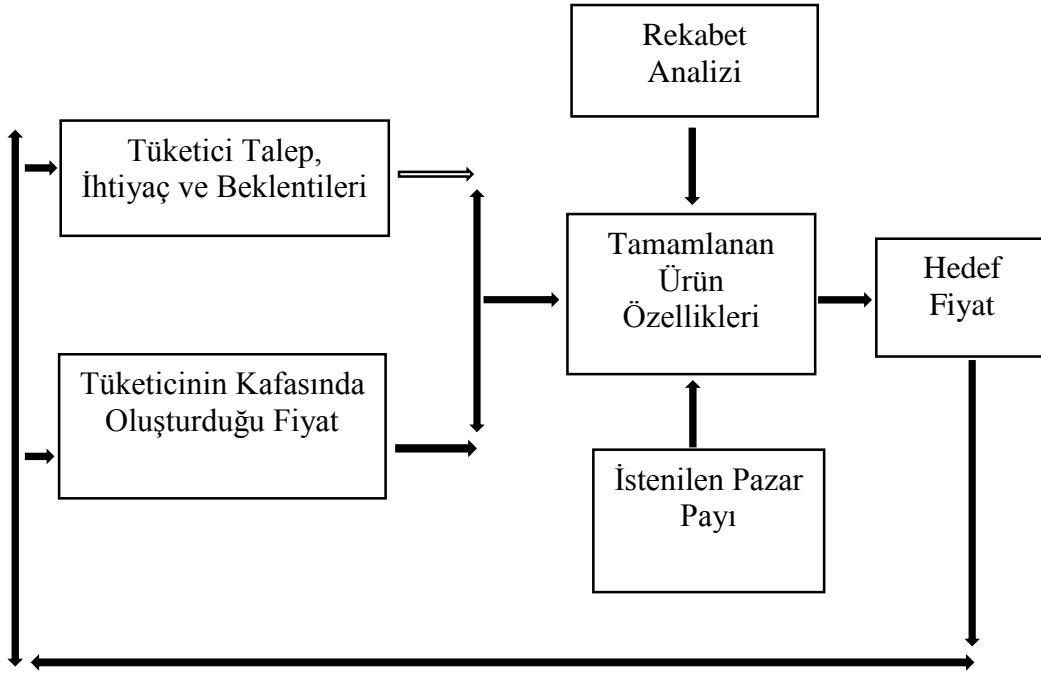 Rekabet
Analizi
Tüketici Talep,
İhtiyaç ve Beklentileri
Tamamlanan
Ürün
Özellikleri
Hedef
Fiyat
Tüketicinin Kafasında
Oluşturduğu Fiyat
İstenilen Pazar
Payı